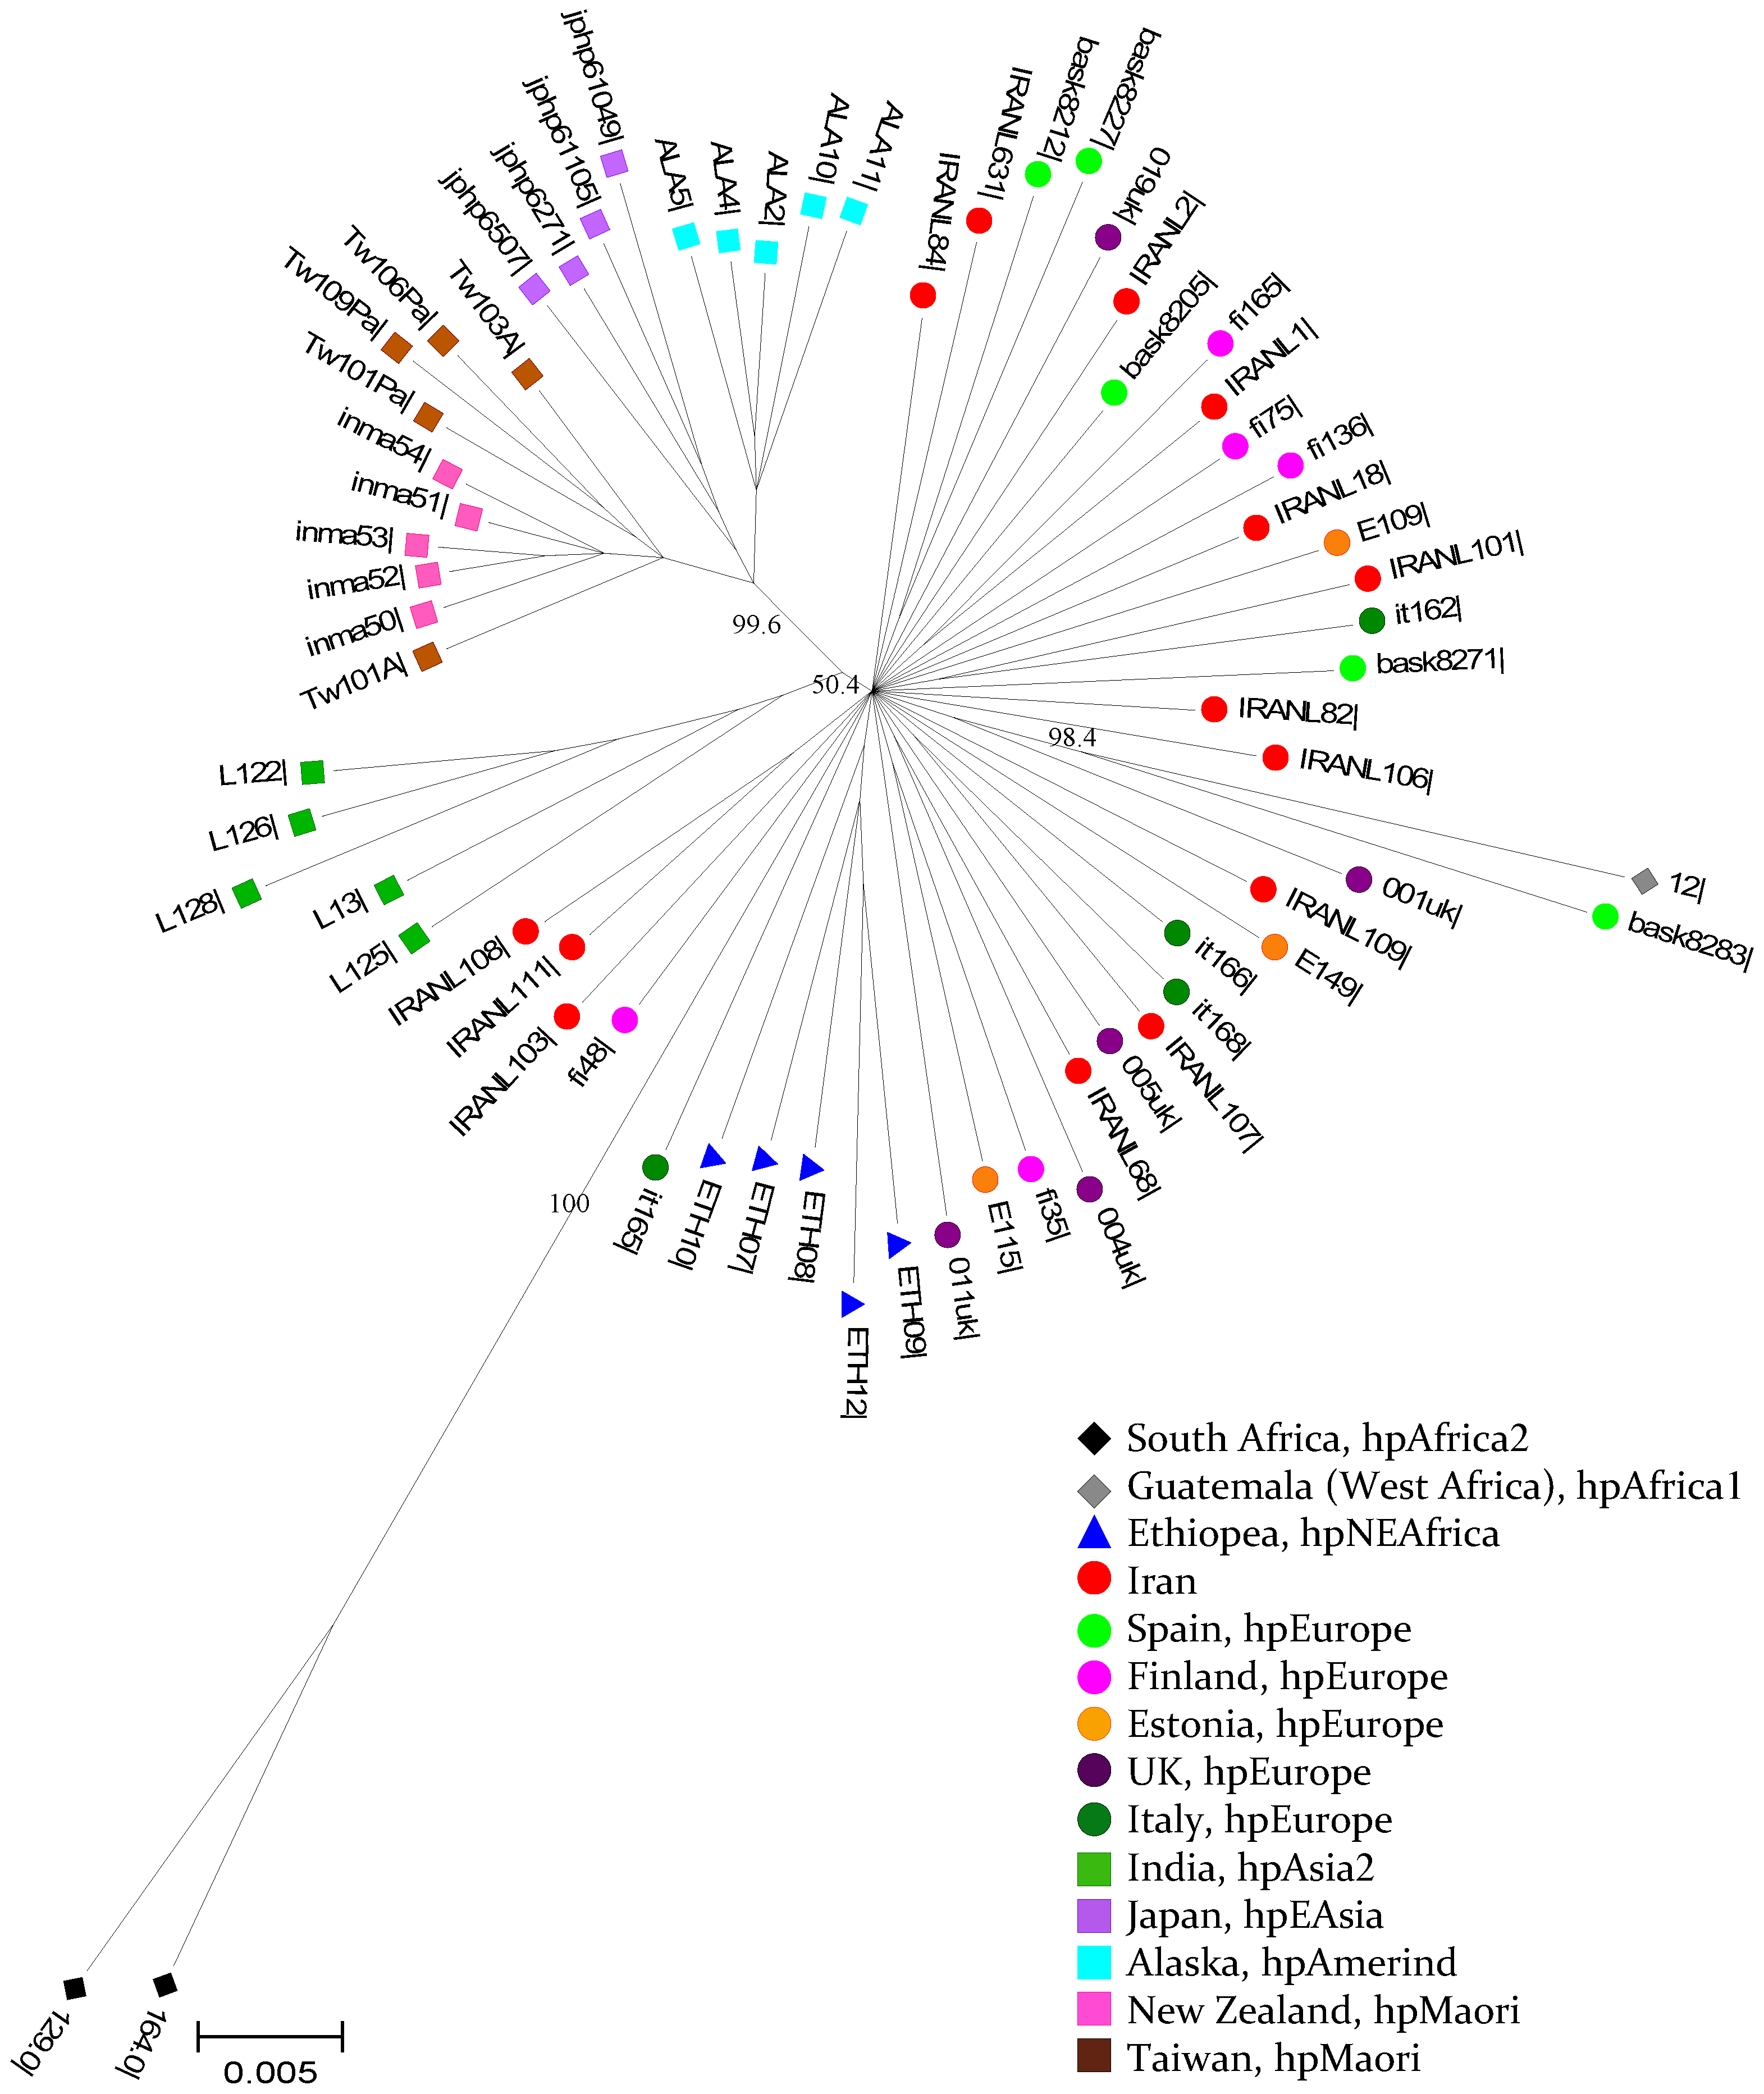 jphp61049|
jphp61105|
jphp6271|
jphp6507|
ALA5|
ALA4|
ALA2|
ALA10|
ALA111|
IRANL84|
IRANL631|
bask8212|
bask8227|
019uk|
IRANL2|
bask8205|
fi165|
IRANL1|
fi75|
fi136|
IRANL18|
E109|
IRANL101|
it162|
bask8271|
IRANL82|
IRANL106|
12|
bask8283|
001uk|
IRANL109|
E149|
it166|
it168|
IRANL107|
005uk|
IRANL68|
004uk|
fi35|
E115|
011uk|
ETH09|
ETH12|
ETH08|
ETH07|
ETH10|
it165|
fi48|
IRANL103|
IRANL111|
IRANL108|
L125|
L13|
L128|
L126|
L122|
Tw101A|
inma50|
inma52|
inma53|
inma51|
inma54|
Tw101Pa|
Tw109Pa|
Tw106Pa|
Tw103A|
99.6
50.4
98.4
100
129.0|
164.0|
0.005
South Africa, hpAfrica2
Guatemala (West Africa), hpAfrica1
Ethiopea, hpNEAfrica
Iran
Spain, hpEurope
Finland, hpEurope
Estonia, hpEurope
UK, hpEurope
Italy, hpEurope
India, hpAsia2
Japan, hpEAsia
Alaska, hpAmerind
New Zealand, hpMaori
Taiwan, hpMaori